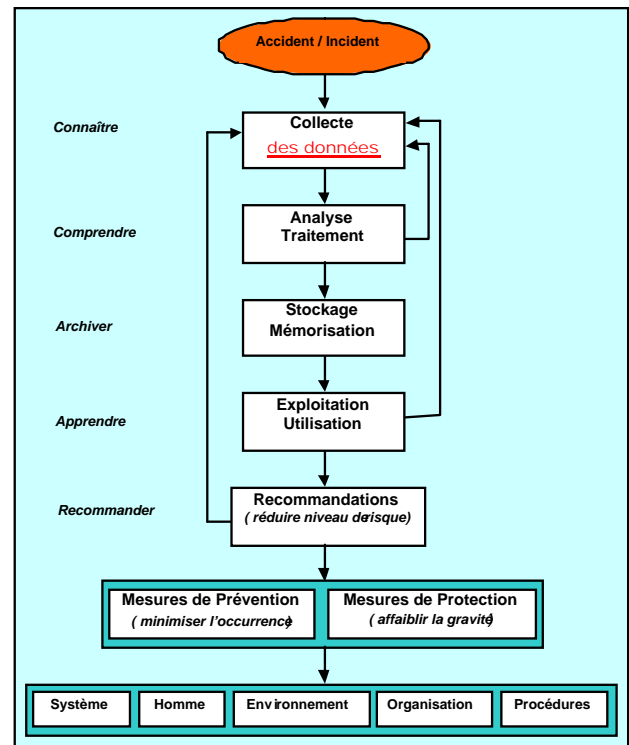 Accident / Incident
Connaître
Collecte
des données
Comprendre
Analyse
Traitement
Archiver
Stockage
Mémorisation
Apprendre
Exploitation
Utilisation
Recommander
Recommandations
( réduire niveau de risque)
Mesures de Prévention
( minimiser l'occurrence)
Mesures de Protection
( affaiblir la gravité)
Système
Homme
Environnement
Organisation
Procédures